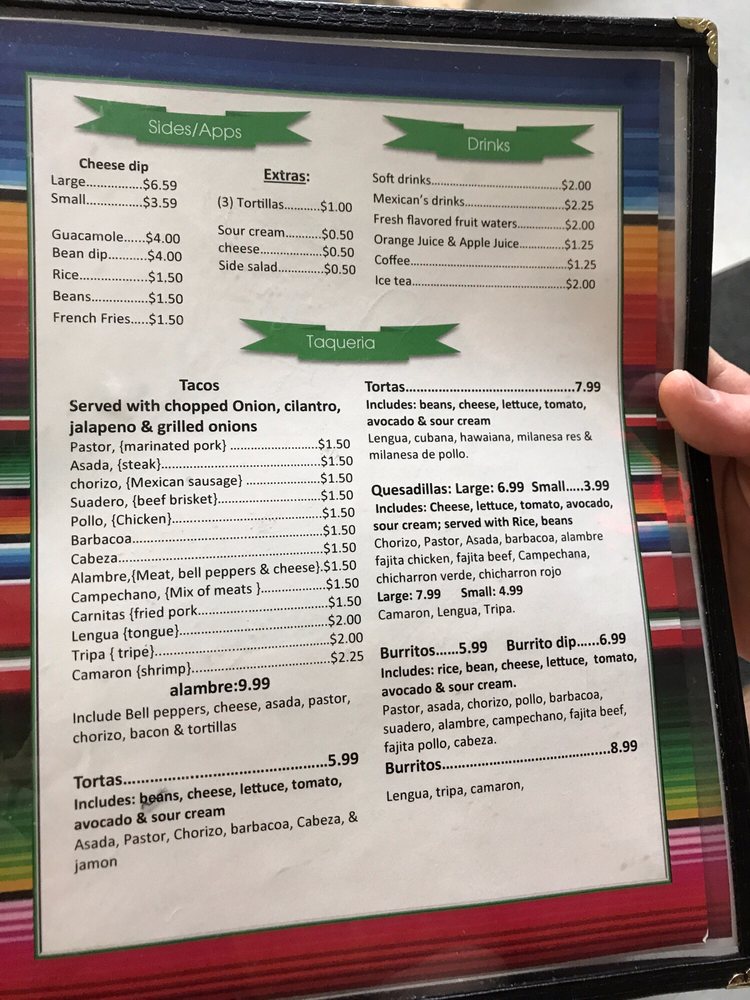 Sides/Apps
Cheese dip
Large...............$6.59
Small................$3.59
Guacamole......$4.00
Bean dip..........$4.00
Rice..................$1.50
Beans...............$1.50
French Fries.....$1.50
Extras:
(3) Tortillas..........$1.00
Sour cream..........$0.50
cheese..................$0.50
Side salad.............$0.50
Drinks
Soft drinks.......................................$2.00
Mexican's drinks..............................$2.25
Fresh flavored fruit waters.................$2.00
Orange Juice & Apple Juice................$1.25
Coffee.............................................$1.25
Ice tea.............................................$2.00
Taqueria
Tacos
Served with chopped Onion, cilantro,
jalapeno & grilled onions
Pastor, {marinated pork} .....................$1.50
Asada, {steak}......................................$1.50
chorizo, {Mexican sausage} ..................$1.50
Suadero, {beef brisket}.........................$1.50
Pollo, {Chicken}....................................$1.50
Barbacoa..............................................$1.50
Cabeza.................................................$1.50
Alambre,{Meat, bell peppers & cheese}.$1.50
Campechano, {Mix of meats }...............$1.50
Carnitas {fried pork..............................$1.50
Lengua {tongue}...................................$2.00
Tripa { tripe}.........................................$2.00
Camaron {shrimp}................................$2.25
alambre:9.99
Include Bell peppers, cheese, asada, pastor,
chorizo, bacon & tortillas
Tortas.............................................5.99
Includes: beans, cheese, lettuce, tomato,
avocado & sour cream
Asada, Pastor, Chorizo, barbacoa, Cabeza, &
jamon
Tortas...........................................7.99
Includes: beans, cheese, lettuce, tomato,
avocado & sour cream
Lengua, cubana, hawaiana, milanesa res &
milanesa de pollo.
Quesadillas: Large: 6.99 Small.....3.99
Includes: Cheese, lettuce, tomato, avocado,
sour cream; served with Rice, beans
Chorizo, Pastor, Asada, barbacoa, alambre
fajita chicken, fajita beef, Campechana,
chicharron verde, chicharron rojo
Large: 7.99 Small: 4.99
Camaron, Lengua, Tripa.
Burritos......5.99 Burrito dip......6.99
Includes: rice, bean, cheese, lettuce, tomato,
avocado & sour cream.
Pastor, asada, chorizo, pollo, barbacoa,
suadero, alambre, campechano, fajita beef,
fajita pollo, cabeza.
Burritos.......................................8.99
Lengua, tripa, camaron,